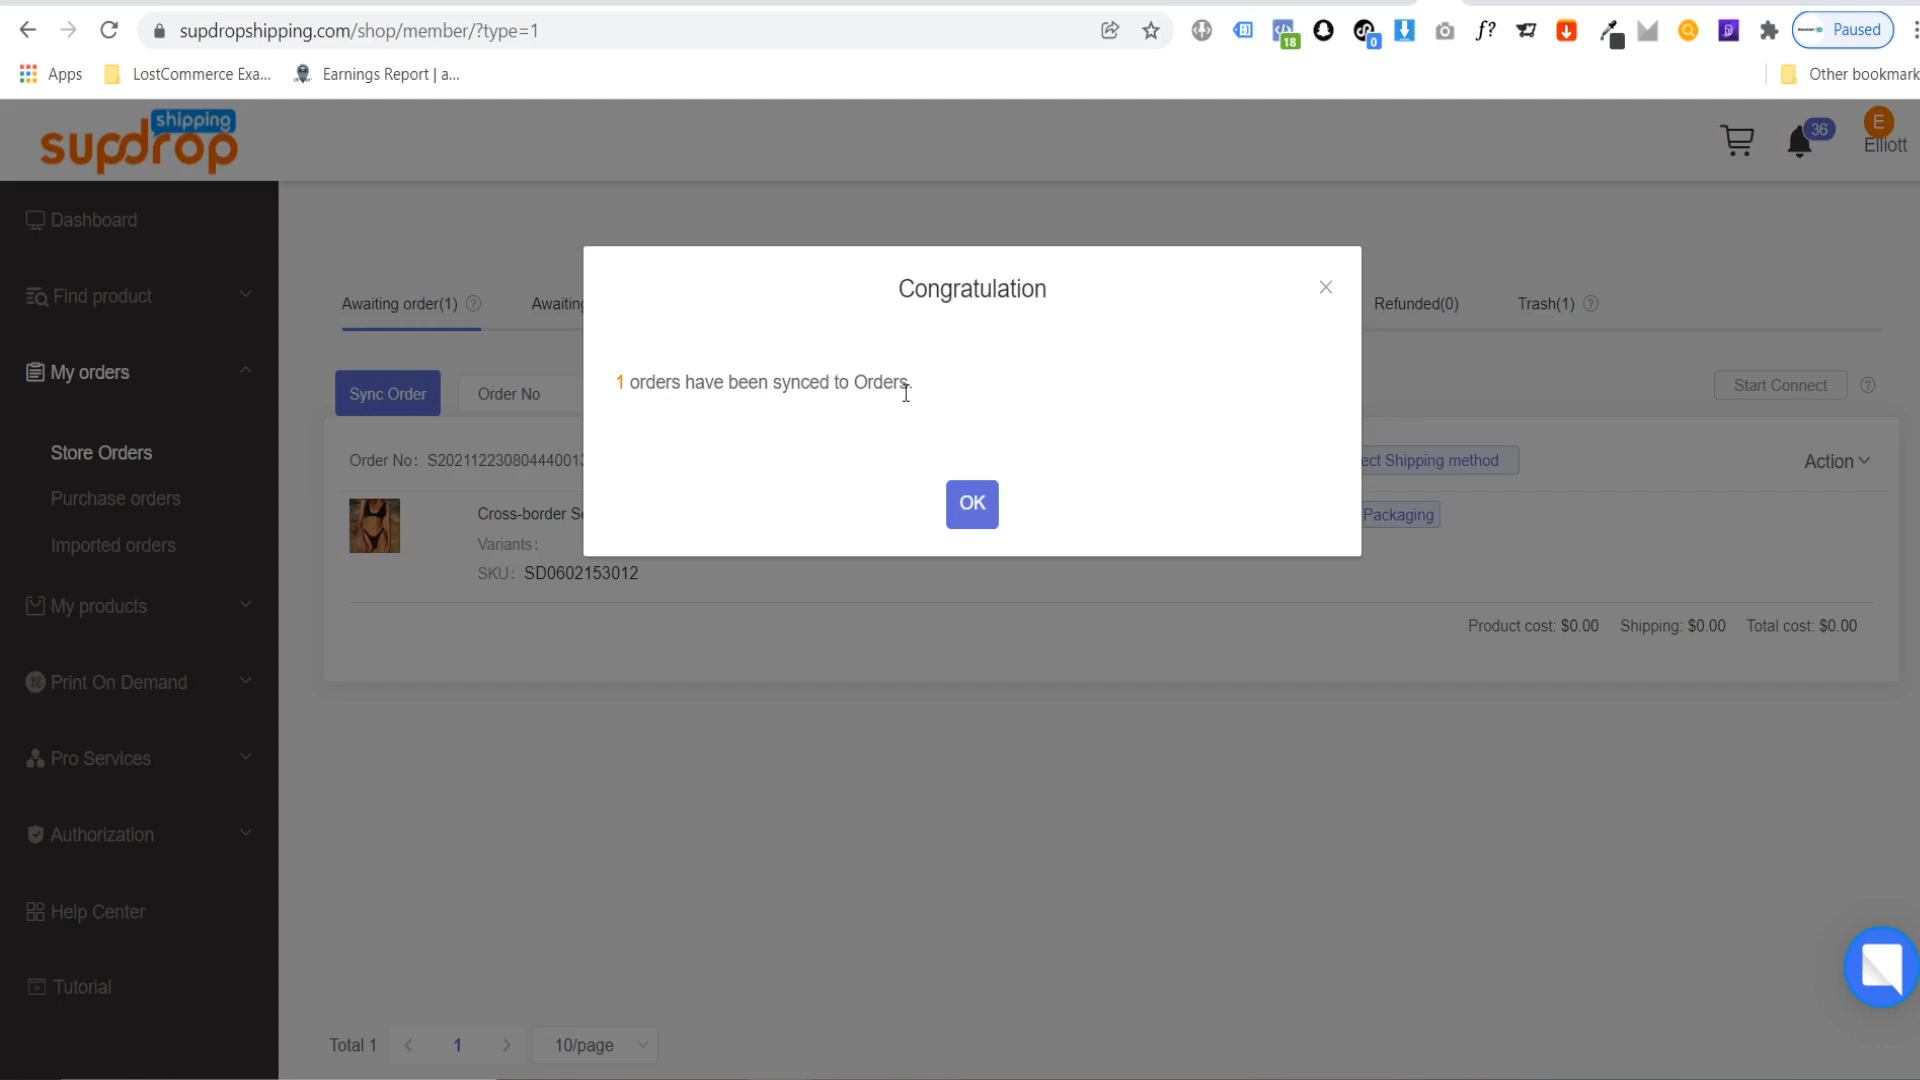 supdropshipping.com/shop/member/?type=1
18
0
f?
Paused
Apps
LostCommerce Exa...
Earnings Report | a...
Other bookmark
shipping
supdrop
36
E
Elliott
Dashboard
Find product
My orders
Store Orders
Purchase orders
Imported orders
My products
Print On Demand
Pro Services
Authorization
Help Center
Tutorial
Awaiting order(1) ?
Awaiting
Refunded(0)
Trash(1) ?
Sync Order
Order No
Start Connect ?
Congratulation
1 orders have been synced to Orders.
OK
Order No: S20211223080444001
ect Shipping method
Action
Cross-border Se
Packaging
Variants:
SKU: SD0602153012
Product cost: $0.00 Shipping: $0.00 Total cost: $0.00
Total 1 < 1 > 10/page